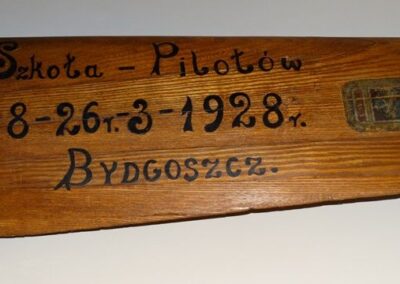 Szkoła - Pilotów
8-26r.-3-1928r.
BYDGOSZCZ.